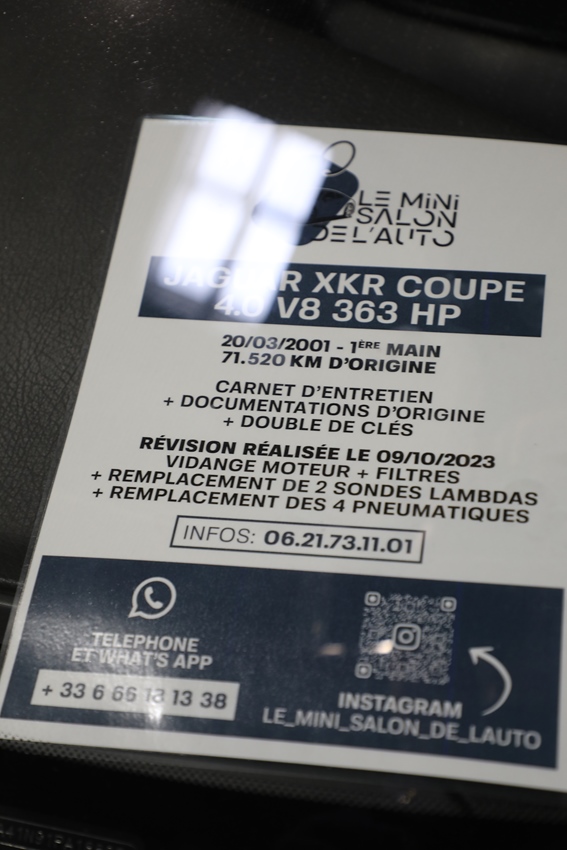 LE MiNi
SALON
DE L'AUTO
JAGUAR XKR COUPE
4.0 V8 363 HP
20/03/2001 - 1ÈRE MAIN
71.520 KM D'ORIGINE
CARNET D'ENTRETIEN
+ DOCUMENTATIONS D'ORIGINE
+ DOUBLE DE CLÉS
RÉVISION RÉALISÉE LE 09/10/2023
VIDANGE MOTEUR + FILTRES
+ REMPLACEMENT DE 2 SONDES LAMBDAS
+ REMPLACEMENT DES 4 PNEUMATIQUES
INFOS: 06.21.73.11.01
TELEPHONE
ET WHAT'S APP
+ 33 6 66 13 38
INSTAGRAM
LE_MINI_SALON_DE_LAUTO